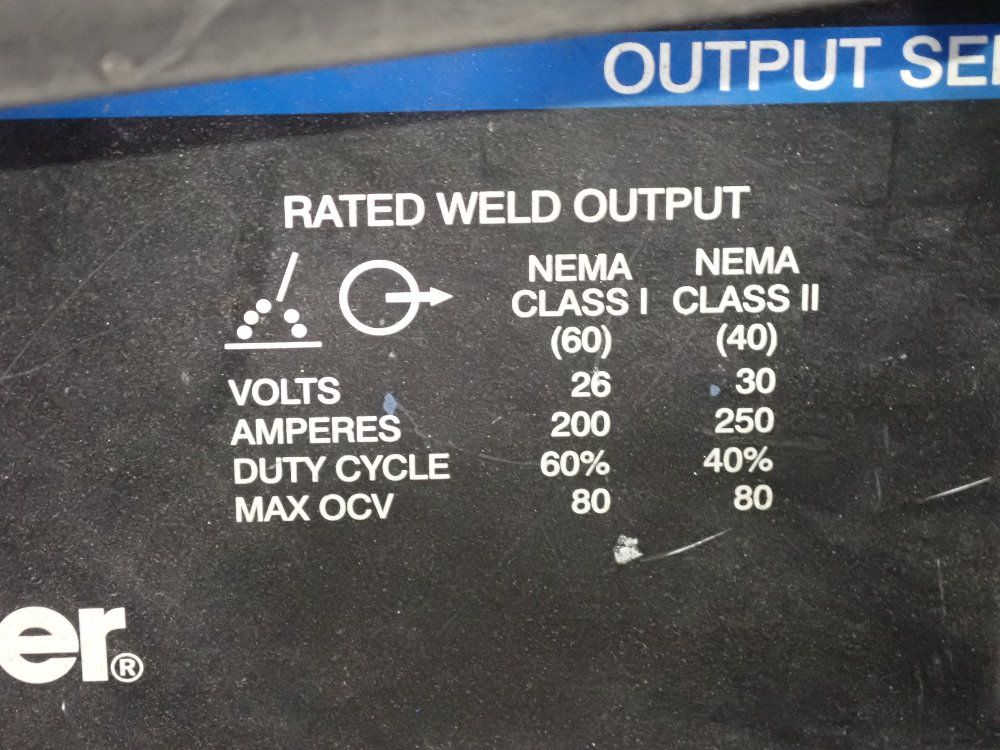 OUTPUT SE
RATED WELD OUTPUT
NEMA NEMA
CLASS I CLASS II
(60) (40)
VOLTS 26 30
AMPERES 200 250
DUTY CYCLE 60% 40%
MAX OCV 80 80
er®